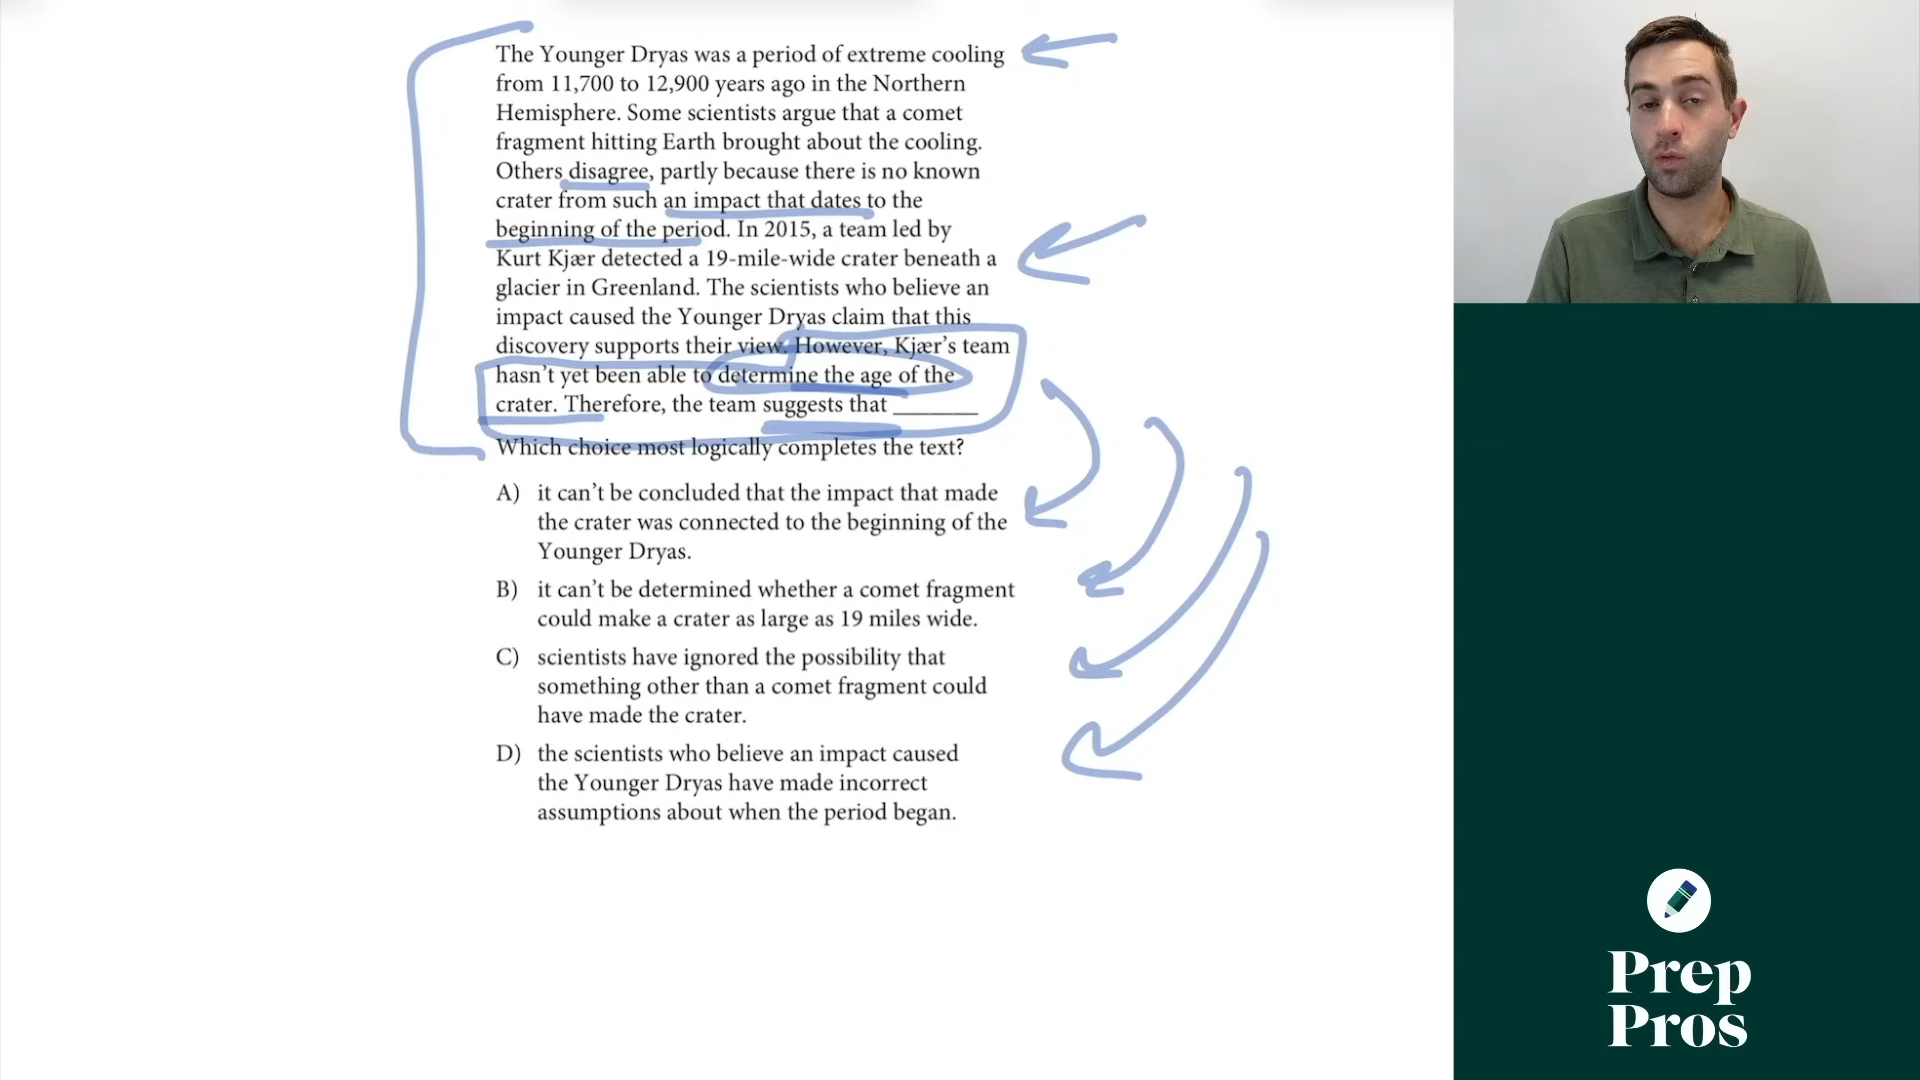 The Younger Dryas was a period of extreme cooling
from 11,700 to 12,900 years ago in the Northern
Hemisphere. Some scientists argue that a comet
fragment hitting Earth brought about the cooling.
Others disagree, partly because there is no known
crater from such an impact that dates to the
beginning of the period. In 2015, a team led by
Kurt Kjær detected a 19-mile-wide crater beneath a
glacier in Greenland. The scientists who believe an
impact caused the Younger Dryas claim that this
discovery supports their view. However, Kjær’s team
hasn’t yet been able to determine the age of the
crater. Therefore, the team suggests that _______
Which choice most logically completes the text?
A) it can’t be concluded that the impact that made
the crater was connected to the beginning of the
Younger Dryas.
B) it can’t be determined whether a comet fragment
could make a crater as large as 19 miles wide.
C) scientists have ignored the possibility that
something other than a comet fragment could
have made the crater.
D) the scientists who believe an impact caused
the Younger Dryas have made incorrect
assumptions about when the period began.
Prep
Pros